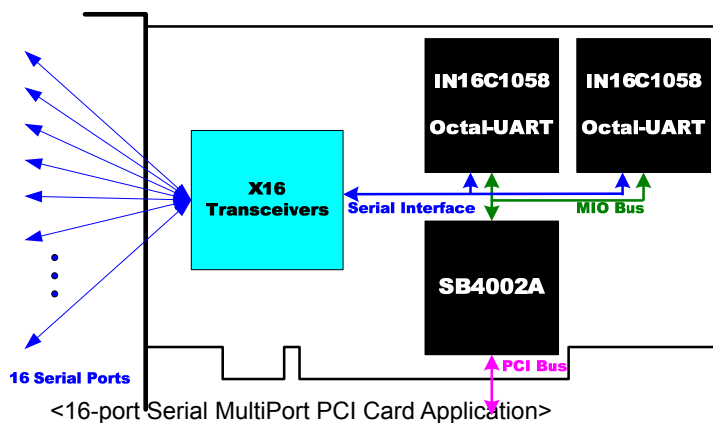 IN16C1058
Octal-UART
IN16C1058
Octal-UART
X16
Transceivers
Serial Interface
MIO Bus
SB4002A
PCI Bus
16 Serial Ports
<16-port Serial MultiPort PCI Card Application>